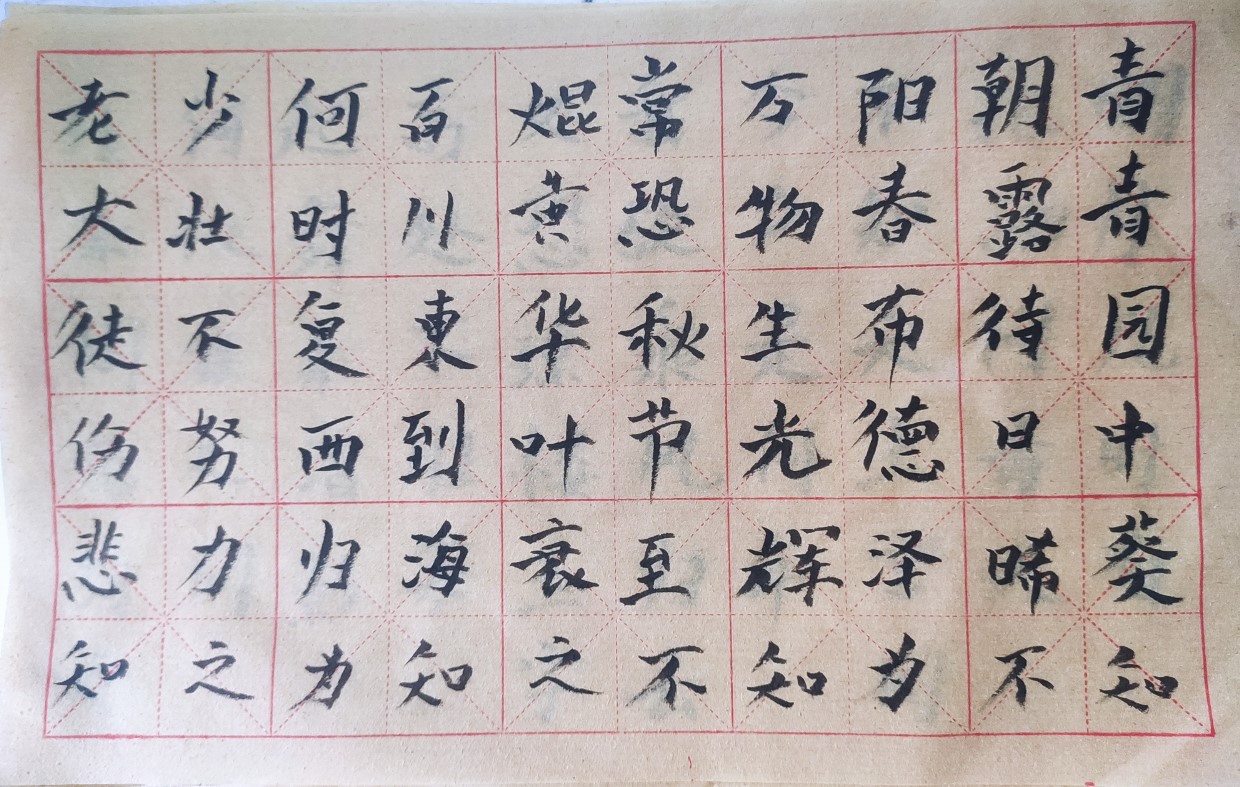 青青园中葵知
朝露待日晞不
阳春布德泽为
万物生光辉知
常恐秋节至不
焜黄华叶衰之
百川東到海知
何时复西归为
少壮不努力之
老大徒伤悲知